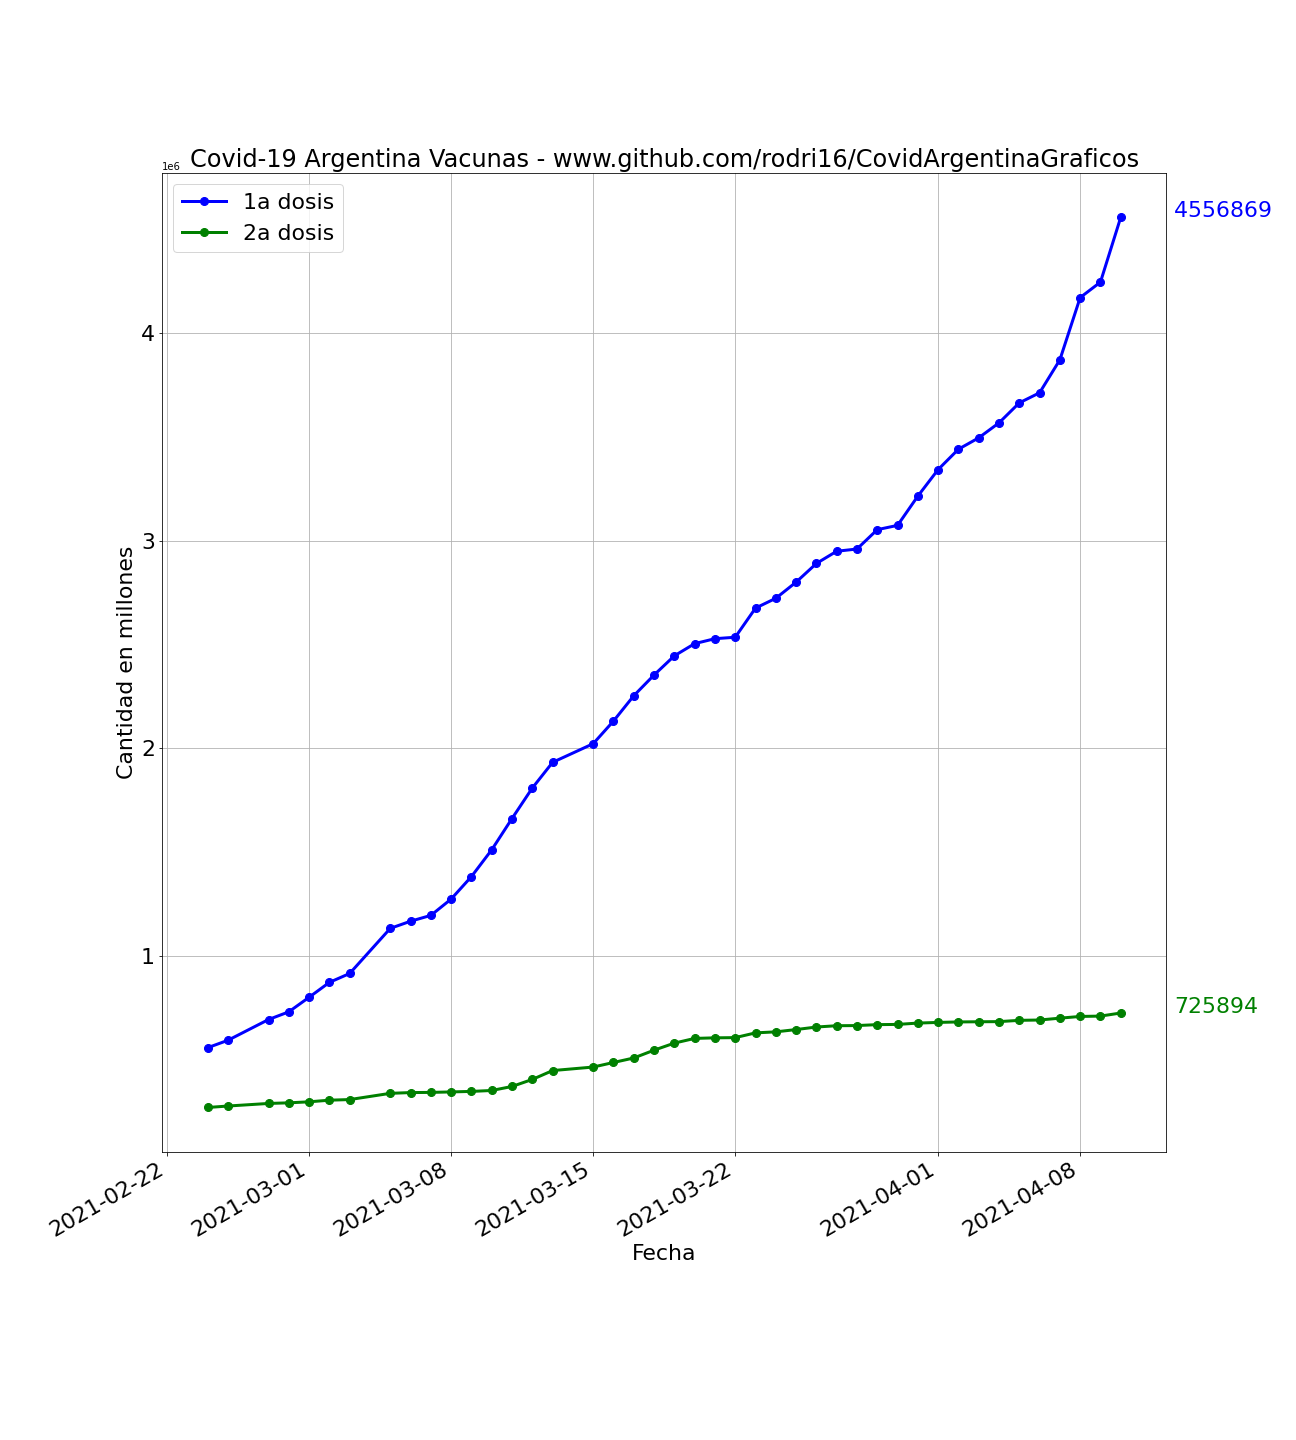 Covid-19 Argentina Vacunas - www.github.com/rodri16/CovidArgentinaGraficos
1e6
1a dosis
2a dosis
4556869
725894
4
3
2
1
Cantidad en millones
2021-02-22
2021-03-01
2021-03-08
2021-03-15
2021-03-22
2021-04-01
2021-04-08
Fecha